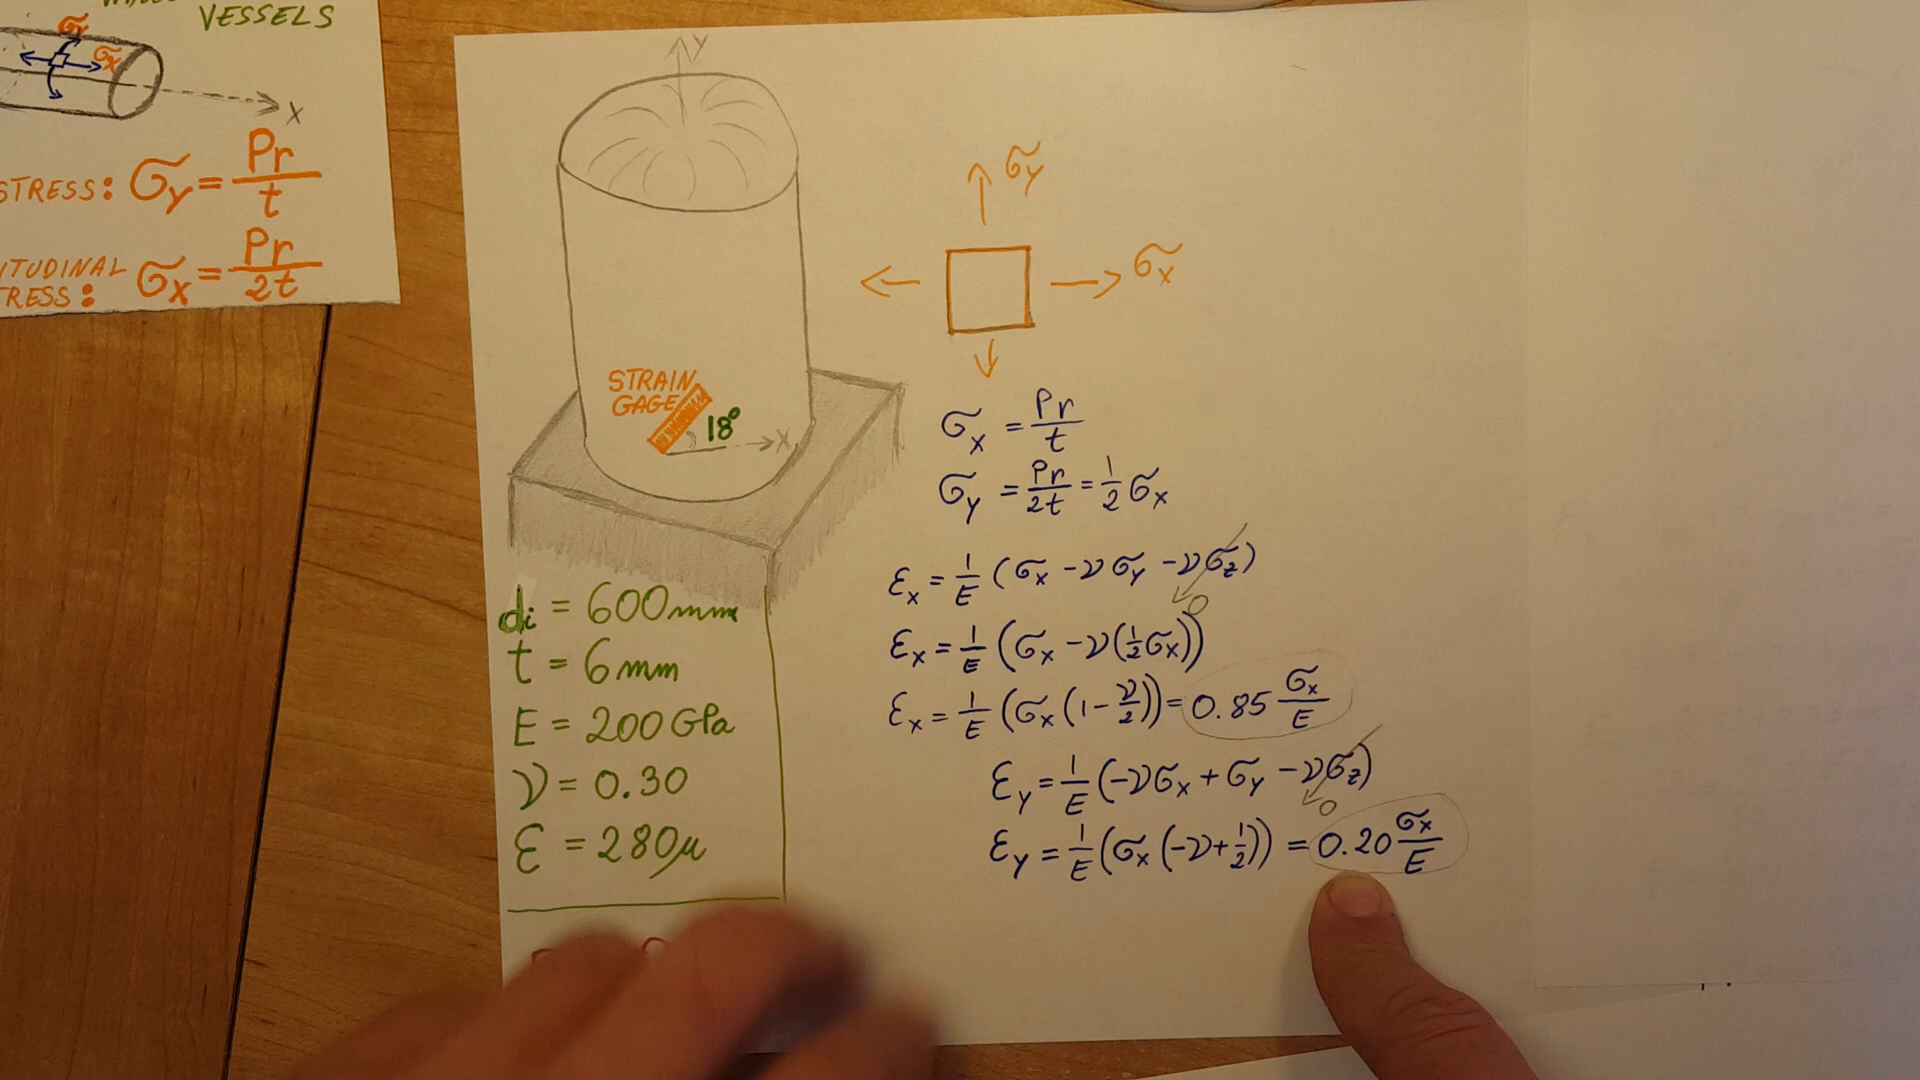 VESSELS
σy
σx
X
STRESS: σy = Pr/t
σx = Pr/2t
Y
σy
σx
STRAIN
GAGE
18°
X
σx = Pr/t
σy = Pr/2t = 1/2 σx
εx = 1/E (σx - νσy - νσz)
0
εx = 1/E (σx - ν(1/2 σx))
εx = 1/E (σx (1 - ν/2)) = 0.85 σx/E
εy = 1/E (-νσx + σy - νσz)
0
εy = 1/E (σx (-ν + 1/2)) = 0.20 σx/E
di = 600mm
t = 6mm
E = 200 GPa
ν = 0.30
ε = 280μ